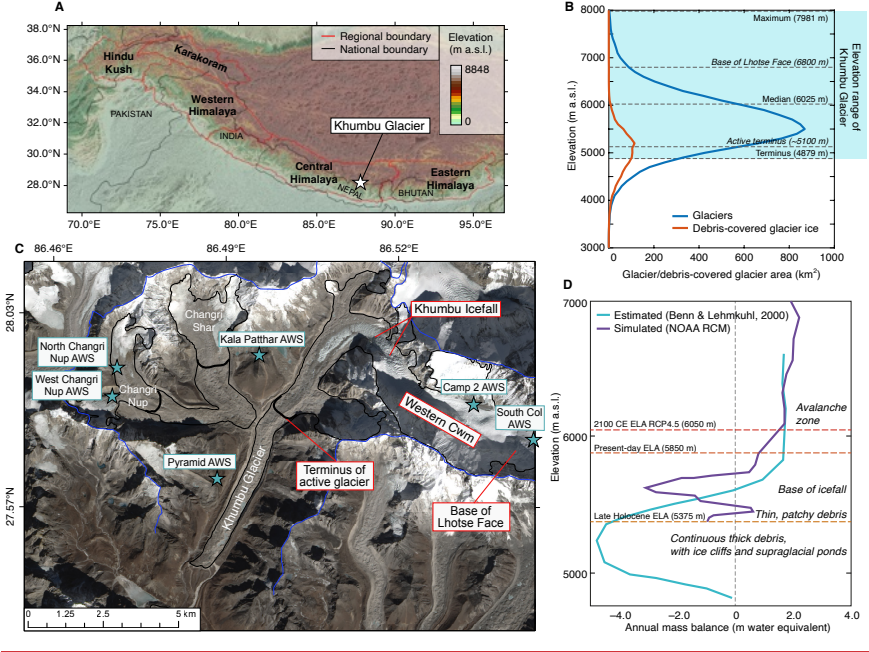 A
38.0°N
36.0°N
34.0°N
32.0°N
30.0°N
28.0°N
70.0°E
75.0°E
80.0°E
85.0°E
90.0°E
95.0°E
Regional boundary
National boundary
Elevation
(m a.s.l.)
8848
0
Hindu
Kush
Karakoram
PAKISTAN
Western
Himalaya
INDIA
Khumbu Glacier
Central
Himalaya
NEPAL
Eastern
Himalaya
BHUTAN
B
8000
7000
6000
5000
4000
3000
Elevation (m a.s.l.)
Maximum (7981 m)
Base of Lhotse Face (6800 m)
Median (6025 m)
Active terminus (~5100 m)
Terminus (4879 m)
Elevation range of
Khumbu Glacier
Glaciers
Debris-covered glacier ice
0
200
400
600
800
1000
Glacier/debris-covered glacier area (km²)
C
86.46°E
86.49°E
86.52°E
28.03°N
27.57°N
Changri
Shar
Khumbu Icefall
Kala Patthar AWS
North Changri
Nup AWS
West Changri
Nup AWS
Changri
Nup
Camp 2 AWS
South Col
AWS
Western Cwm
Pyramid AWS
Khumbu Glacier
Terminus of
active glacier
Base of
Lhotse Face
0
1.25
2.5
5 km
D
7000
6000
5000
Elevation (m a.s.l.)
Estimated (Benn & Lehmkuhl, 2000)
Simulated (NOAA RCM)
Avalanche
zone
2100 CE ELA RCP4.5 (6050 m)
Present-day ELA (5850 m)
Base of icefall
Late Holocene ELA (5375 m)
Thin, patchy debris
Continuous thick debris,
with ice cliffs and supraglacial ponds
−4.0
−2.0
0
2.0
4.0
Annual mass balance (m water equivalent)